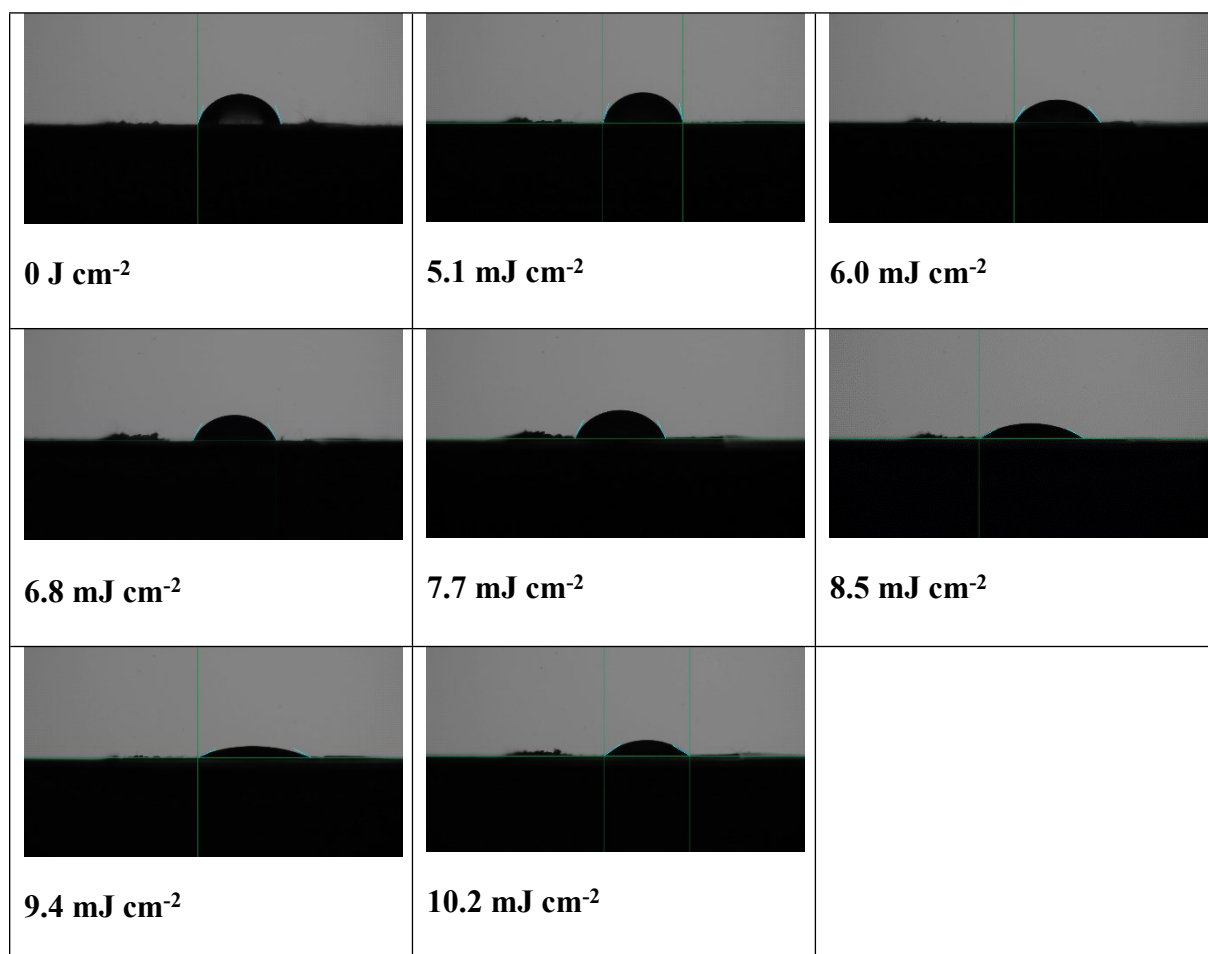 0 J cm⁻²
5.1 mJ cm⁻²
6.0 mJ cm⁻²
6.8 mJ cm⁻²
7.7 mJ cm⁻²
8.5 mJ cm⁻²
9.4 mJ cm⁻²
10.2 mJ cm⁻²